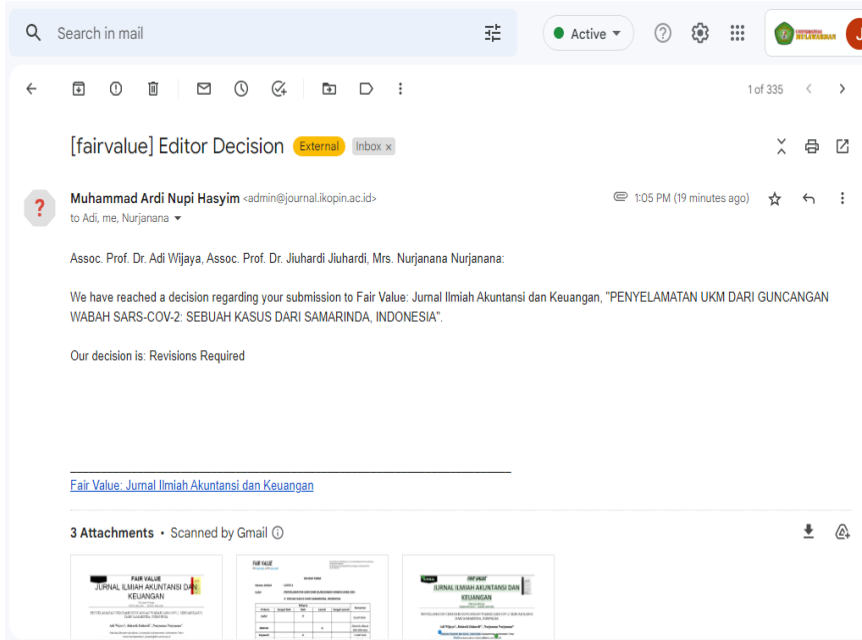 Search in mail
Active
UNIVERSITAS
MULAWARMAN
J
1 of 335
[fairvalue] Editor Decision External Inbox x
Muhammad Ardi Nupi Hasyim <admin@journal.ikopin.ac.id> 1:05 PM (19 minutes ago)
to Adi, me, Nurjanana
Assoc. Prof. Dr. Adi Wijaya, Assoc. Prof. Dr. Jiuhardi Jiuhardi, Mrs. Nurjanana Nurjanana:
We have reached a decision regarding your submission to Fair Value: Jurnal Ilmiah Akuntansi dan Keuangan, "PENYELAMATAN UKM DARI GUNCANGAN
WABAH SARS-COV-2: SEBUAH KASUS DARI SAMARINDA, INDONESIA".
Our decision is: Revisions Required
Fair Value: Jurnal Ilmiah Akuntansi dan Keuangan
3 Attachments • Scanned by Gmail
FAIR VALUE
JURNAL ILMIAH AKUNTANSI DAN
KEUANGAN
FAIR VALUE
FAIR VALUE
JURNAL ILMIAH AKUNTANSI DAN
KEUANGAN